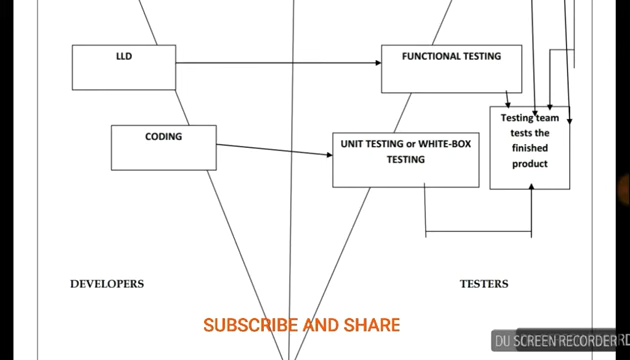 LLD
FUNCTIONAL TESTING
CODING
UNIT TESTING or WHITE-BOX
TESTING
Testing team
tests the
finished
product
DEVELOPERS
TESTERS
SUBSCRIBE AND SHARE
DU SCREEN RECORDER